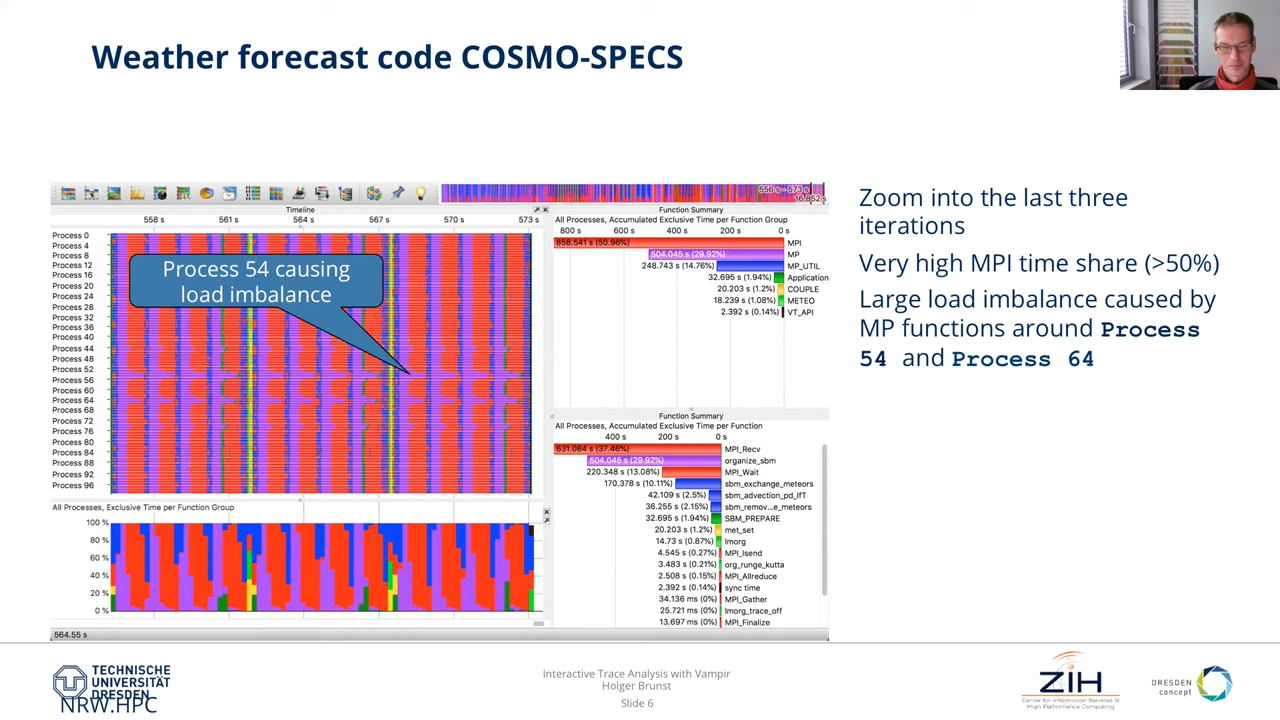 Weather forecast code COSMO-SPECS
556 s - 573 s
16.852 s
Timeline
558 s 561 s 564 s 567 s 570 s 573 s
Process 0
Process 4
Process 8
Process 12
Process 16
Process 20
Process 24
Process 28
Process 32
Process 36
Process 40
Process 44
Process 48
Process 52
Process 56
Process 60
Process 64
Process 68
Process 72
Process 76
Process 80
Process 84
Process 88
Process 92
Process 96
Process 54 causing
load imbalance
All Processes, Exclusive Time per Function Group
100 %
80 %
60 %
40 %
20 %
0 %
564.55 s
Function Summary
All Processes, Accumulated Exclusive Time per Function Group
800 s 600 s 400 s 200 s 0 s
858.541 s (50.96%) MPI
504.045 s (29.92%) MP
248.743 s (14.76%) MP_UTIL
32.695 s (1.94%) Application
20.203 s (1.2%) COUPLE
18.239 s (1.08%) METEO
2.392 s (0.14%) VT_API
Function Summary
All Processes, Accumulated Exclusive Time per Function
400 s 200 s 0 s
631.084 s (37.46%) MPI_Recv
504.045 s (29.92%) organize_sbm
220.348 s (13.08%) MPI_Wait
170.378 s (10.11%) sbm_exchange_meteors
42.109 s (2.5%) sbm_advection_pd_lfT
36.255 s (2.15%) sbm_remov...e_meteors
32.695 s (1.94%) SBM_PREPARE
20.203 s (1.2%) met_set
14.73 s (0.87%) lmorg
4.545 s (0.27%) MPI_Isend
3.483 s (0.21%) org_runge_kutta
2.508 s (0.15%) MPI_Allreduce
2.392 s (0.14%) sync time
34.136 ms (0%) MPI_Gather
25.721 ms (0%) lmorg_trace_off
13.697 ms (0%) MPI_Finalize
Zoom into the last three
iterations
Very high MPI time share (>50%)
Large load imbalance caused by
MP functions around Process
54 and Process 64
TECHNISCHE
UNIVERSITÄT
DRESDEN
NRW.HPC
Interactive Trace Analysis with Vampir
Holger Brunst
Slide 6
ZIH
Center for Information Services &
High Performance Computing
DRESDEN
concept